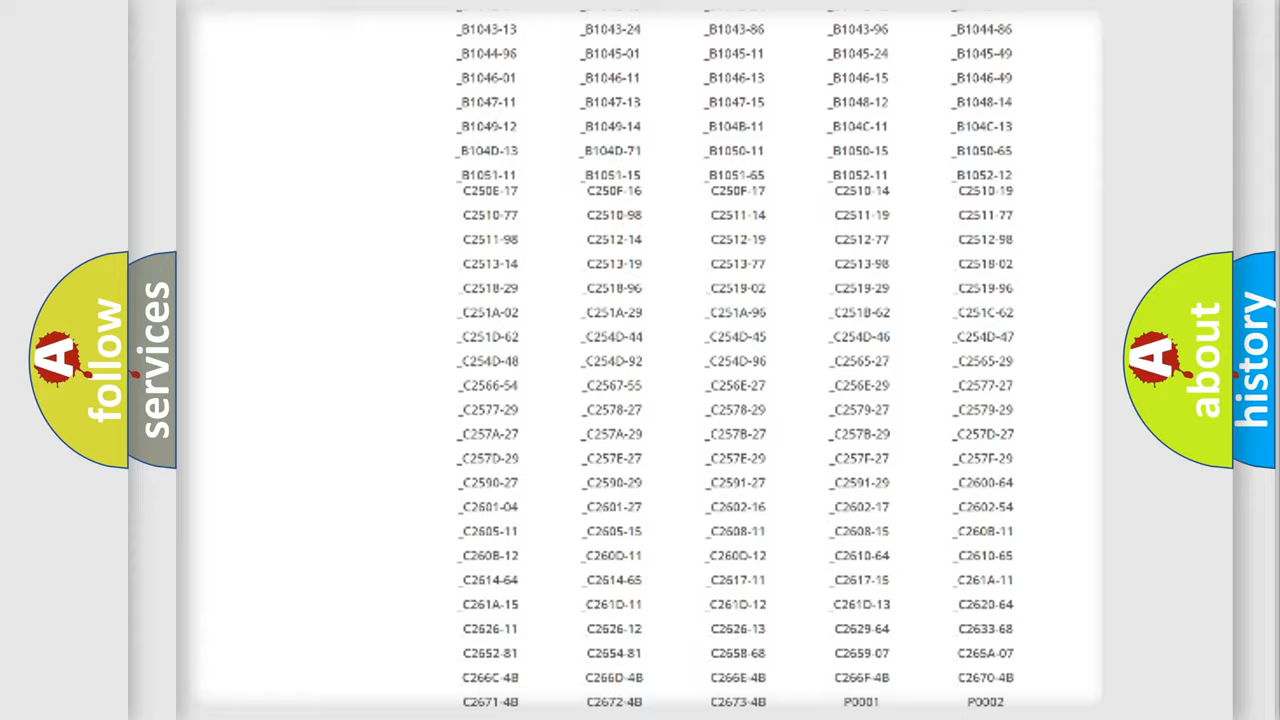 _B1043-13 _B1043-24 _B1043-86 _B1043-96 _B1044-86
_B1044-96 _B1045-01 _B1045-11 _B1045-24 _B1045-49
_B1046-01 _B1046-11 _B1046-13 _B1046-15 _B1046-49
_B1047-11 _B1047-13 _B1047-15 _B1048-12 _B1048-14
_B1049-12 _B1049-14 _B104B-11 _B104C-11 _B104C-13
_B104D-13 _B104D-71 _B1050-11 _B1050-15 _B1050-65
_B1051-11 _B1051-15 _B1051-65 _B1052-11 _B1052-12
C250E-17 C250F-16 C250F-17 C2510-14 C2510-19
C2510-77 C2510-98 C2511-14 C2511-19 C2511-77
C2511-98 C2512-14 C2512-19 C2512-77 C2512-98
C2513-14 C2513-19 C2513-77 C2513-98 C2518-02
_C2518-29 _C2518-96 _C2519-02 _C2519-29 _C2519-96
_C251A-02 _C251A-29 _C251A-96 _C251B-62 _C251C-62
_C251D-62 _C254D-44 _C254D-45 _C254D-46 _C254D-47
_C254D-48 _C254D-92 _C254D-96 _C2565-27 _C2565-29
_C2566-54 _C2567-55 _C256E-27 _C256E-29 _C2577-27
_C2577-29 _C2578-27 _C2578-29 _C2579-27 _C2579-29
_C257A-27 _C257A-29 _C257B-27 _C257B-29 _C257D-27
_C257D-29 _C257E-27 _C257E-29 _C257F-27 _C257F-29
_C2590-27 _C2590-29 _C2591-27 _C2591-29 _C2600-64
_C2601-04 _C2601-27 _C2602-16 _C2602-17 _C2602-54
_C2605-11 _C2605-15 _C2608-11 _C2608-15 _C260B-11
_C260B-12 _C260D-11 _C260D-12 _C2610-64 _C2610-65
_C2614-64 _C2614-65 _C2617-11 _C2617-15 _C261A-11
_C261A-15 _C261D-11 _C261D-12 _C261D-13 _C2620-64
C2626-11 C2626-12 C2626-13 C2629-64 C2633-68
C2652-81 C2654-81 C2658-68 C2659-07 C265A-07
C266C-4B C266D-4B C266E-4B C266F-4B C2670-4B
C2671-4B C2672-4B C2673-4B P0001 P0002
A follow
services
A about
history